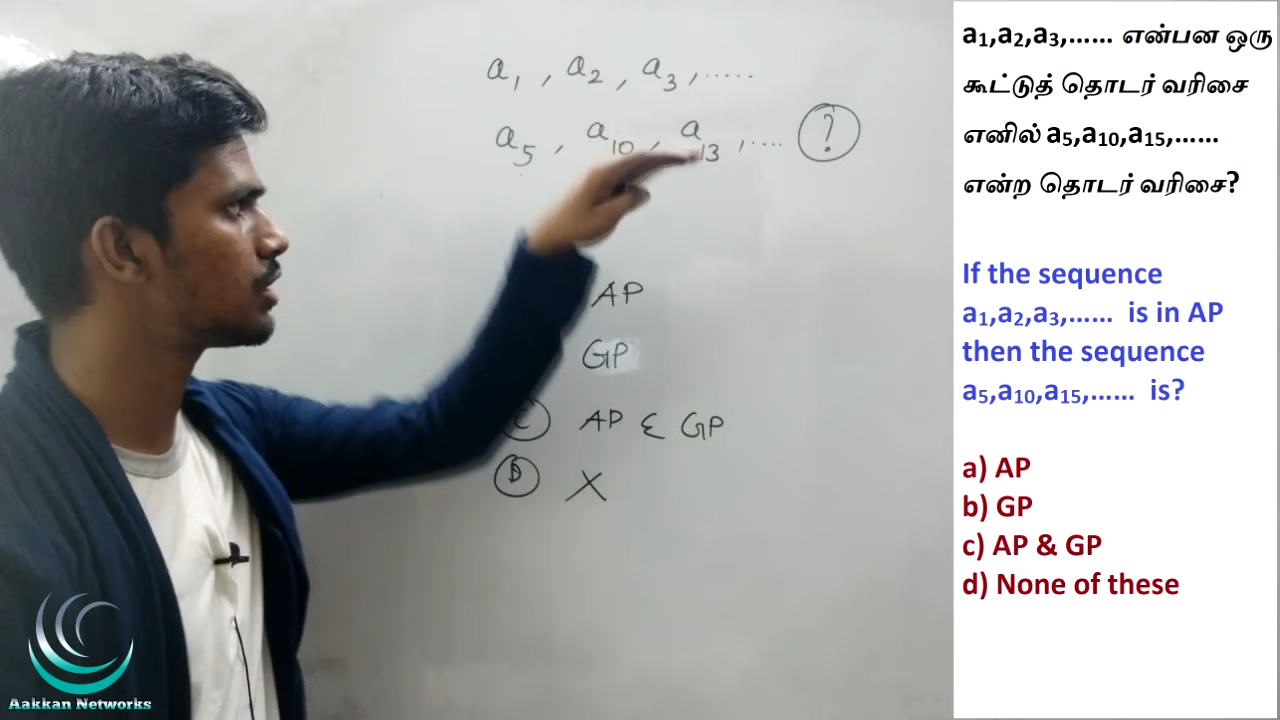 a₁ , a₂ , a₃ , .....
a₅ , a₁₀ , a₁₃ , .... ?
AP
GP
C AP & GP
D X
a₁,a₂,a₃,...... என்பன ஒரு
கூட்டுத் தொடர் வரிசை
எனில் a₅,a₁₀,a₁₅,......
என்ற தொடர் வரிசை?
If the sequence
a₁,a₂,a₃,...... is in AP
then the sequence
a₅,a₁₀,a₁₅,...... is?
a) AP
b) GP
c) AP & GP
d) None of these
Aakkan Networks